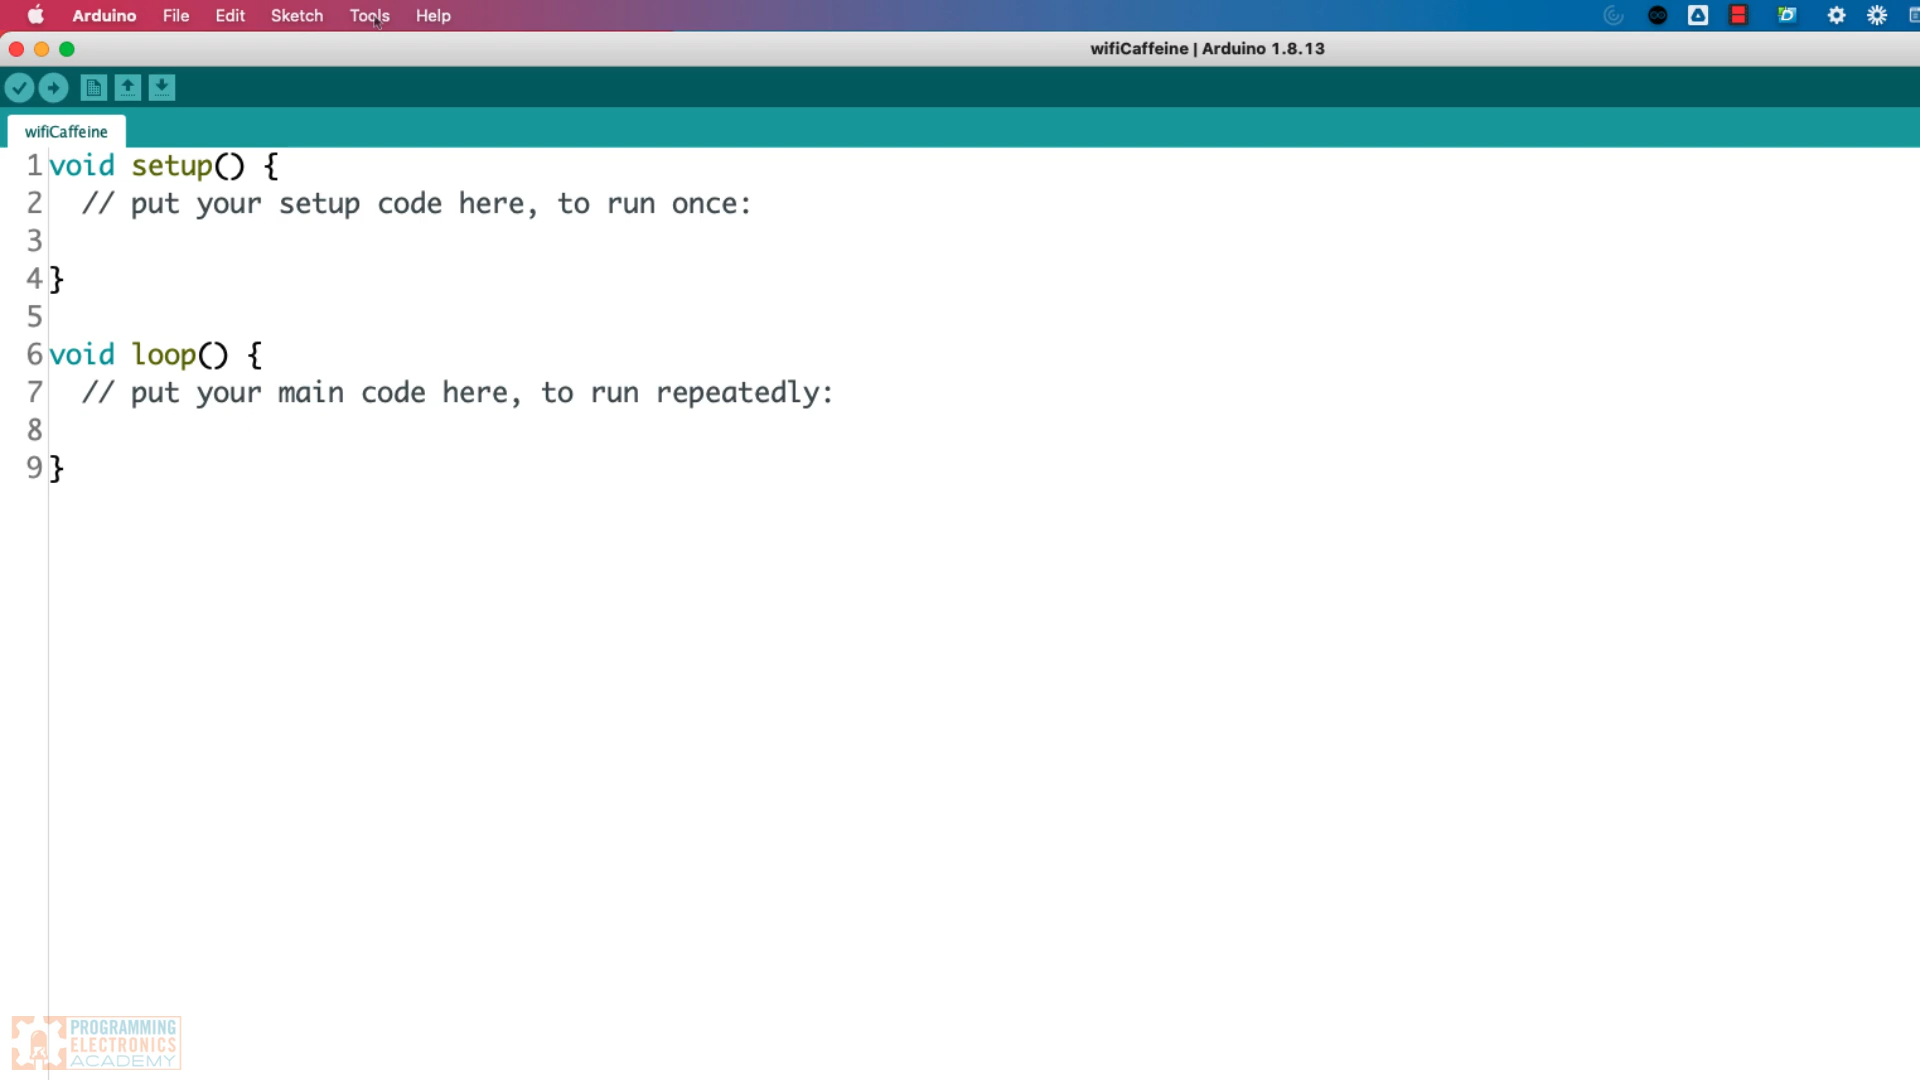 Arduino File Edit Sketch Tools Help
wifiCaffeine | Arduino 1.8.13
wifiCaffeine
1 void setup() {
2 // put your setup code here, to run once:
3
4 }
5
6 void loop() {
7 // put your main code here, to run repeatedly:
8
9 }
PROGRAMMING
ELECTRONICS
ACADEMY